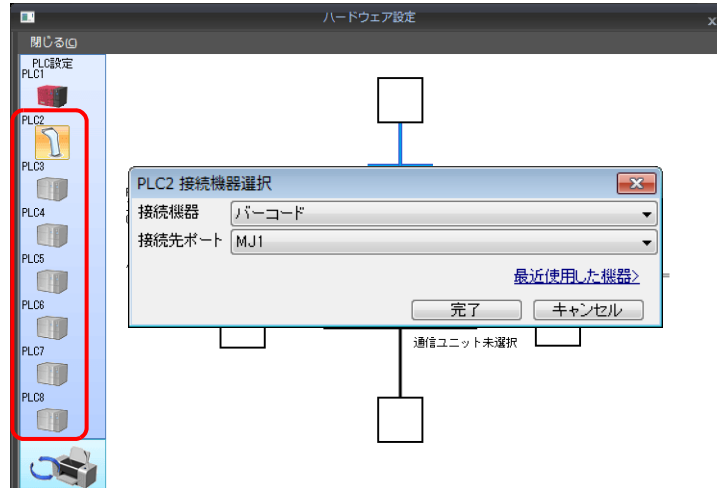 ハードウェア設定
x
閉じる(C)
PLC設定
PLC1
PLC2
PLC3
PLC4
PLC5
PLC6
PLC7
PLC8
PLC2 接続機器選択
接続機器 バーコード
接続先ポート MJ1
最近使用した機器>
完了 キャンセル
通信ユニット未選択